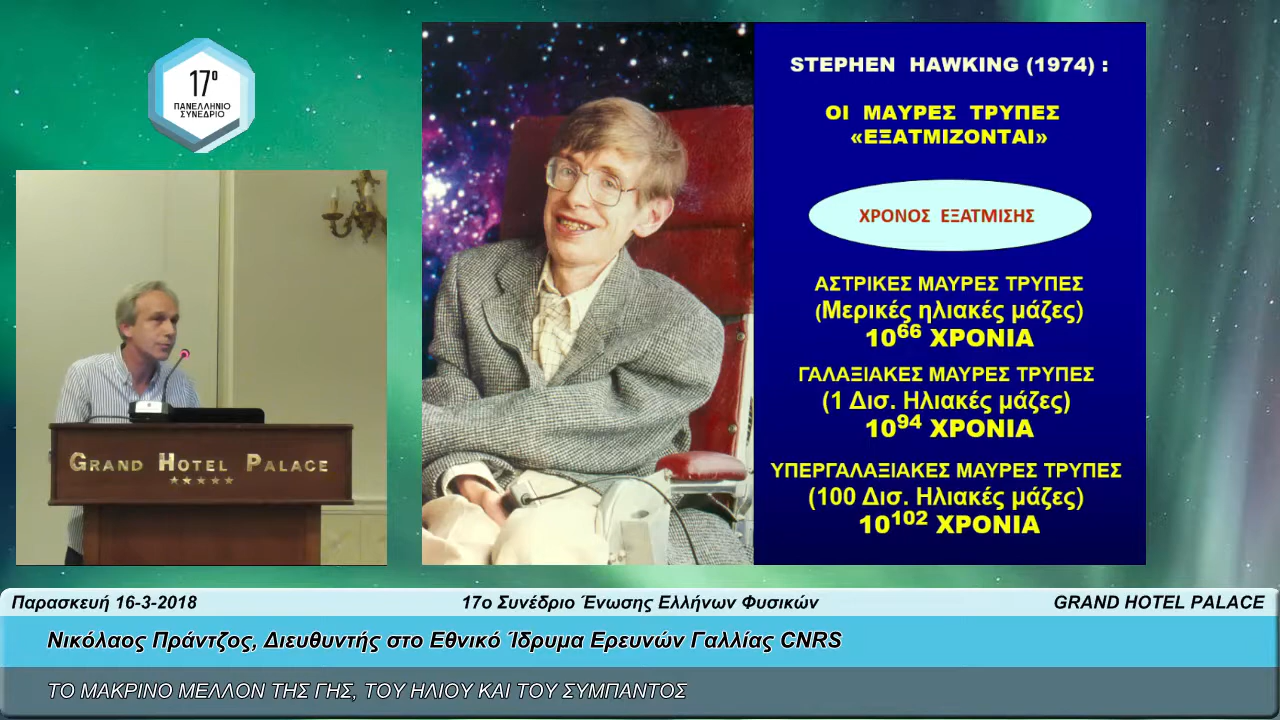 17º
ΠΑΝΕΛΛΗΝΙΟ
ΣΥΝΕΔΡΙΟ
GRAND HOTEL PALACE
★★★★★
STEPHEN HAWKING (1974) :
ΟΙ ΜΑΥΡΕΣ ΤΡΥΠΕΣ
«ΕΞΑΤΜΙΖΟΝΤΑΙ»
ΧΡΟΝΟΣ ΕΞΑΤΜΙΣΗΣ
ΑΣΤΡΙΚΕΣ ΜΑΥΡΕΣ ΤΡΥΠΕΣ
(Μερικές ηλιακές μάζες)
10⁶⁶ ΧΡΟΝΙΑ
ΓΑΛΑΞΙΑΚΕΣ ΜΑΥΡΕΣ ΤΡΥΠΕΣ
(1 Δισ. Ηλιακές μάζες)
10⁹⁴ ΧΡΟΝΙΑ
ΥΠΕΡΓΑΛΑΞΙΑΚΕΣ ΜΑΥΡΕΣ ΤΡΥΠΕΣ
(100 Δισ. Ηλιακές μάζες)
10¹⁰² ΧΡΟΝΙΑ
Παρασκευή 16-3-2018 17ο Συνέδριο Ένωσης Ελλήνων Φυσικών GRAND HOTEL PALACE
Νικόλαος Πράντζος, Διευθυντής στο Εθνικό Ίδρυμα Ερευνών Γαλλίας CNRS
ΤΟ ΜΑΚΡΙΝΟ ΜΕΛΛΟΝ ΤΗΣ ΓΗΣ, ΤΟΥ ΗΛΙΟΥ ΚΑΙ ΤΟΥ ΣΥΜΠΑΝΤΟΣ